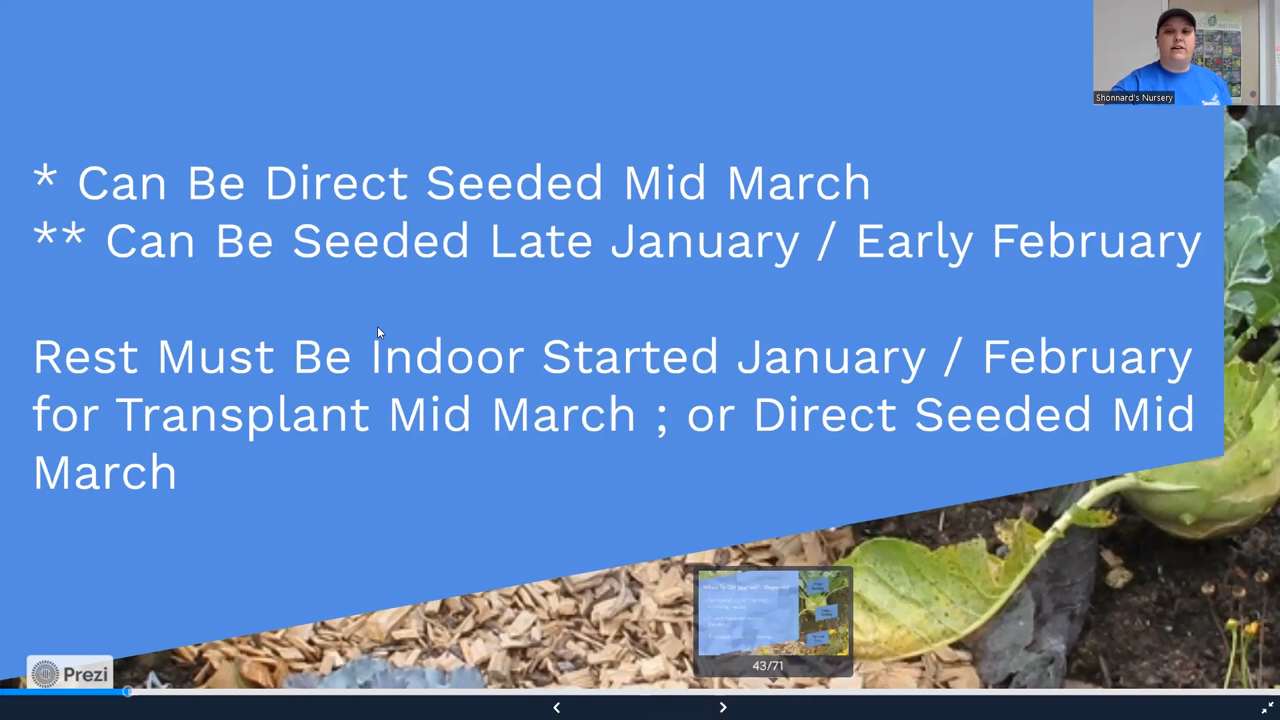 Shonnard's Nursery
* Can Be Direct Seeded Mid March
** Can Be Seeded Late January / Early February
Rest Must Be Indoor Started January / February
for Transplant Mid March ; or Direct Seeded Mid
March
43/71
Prezi